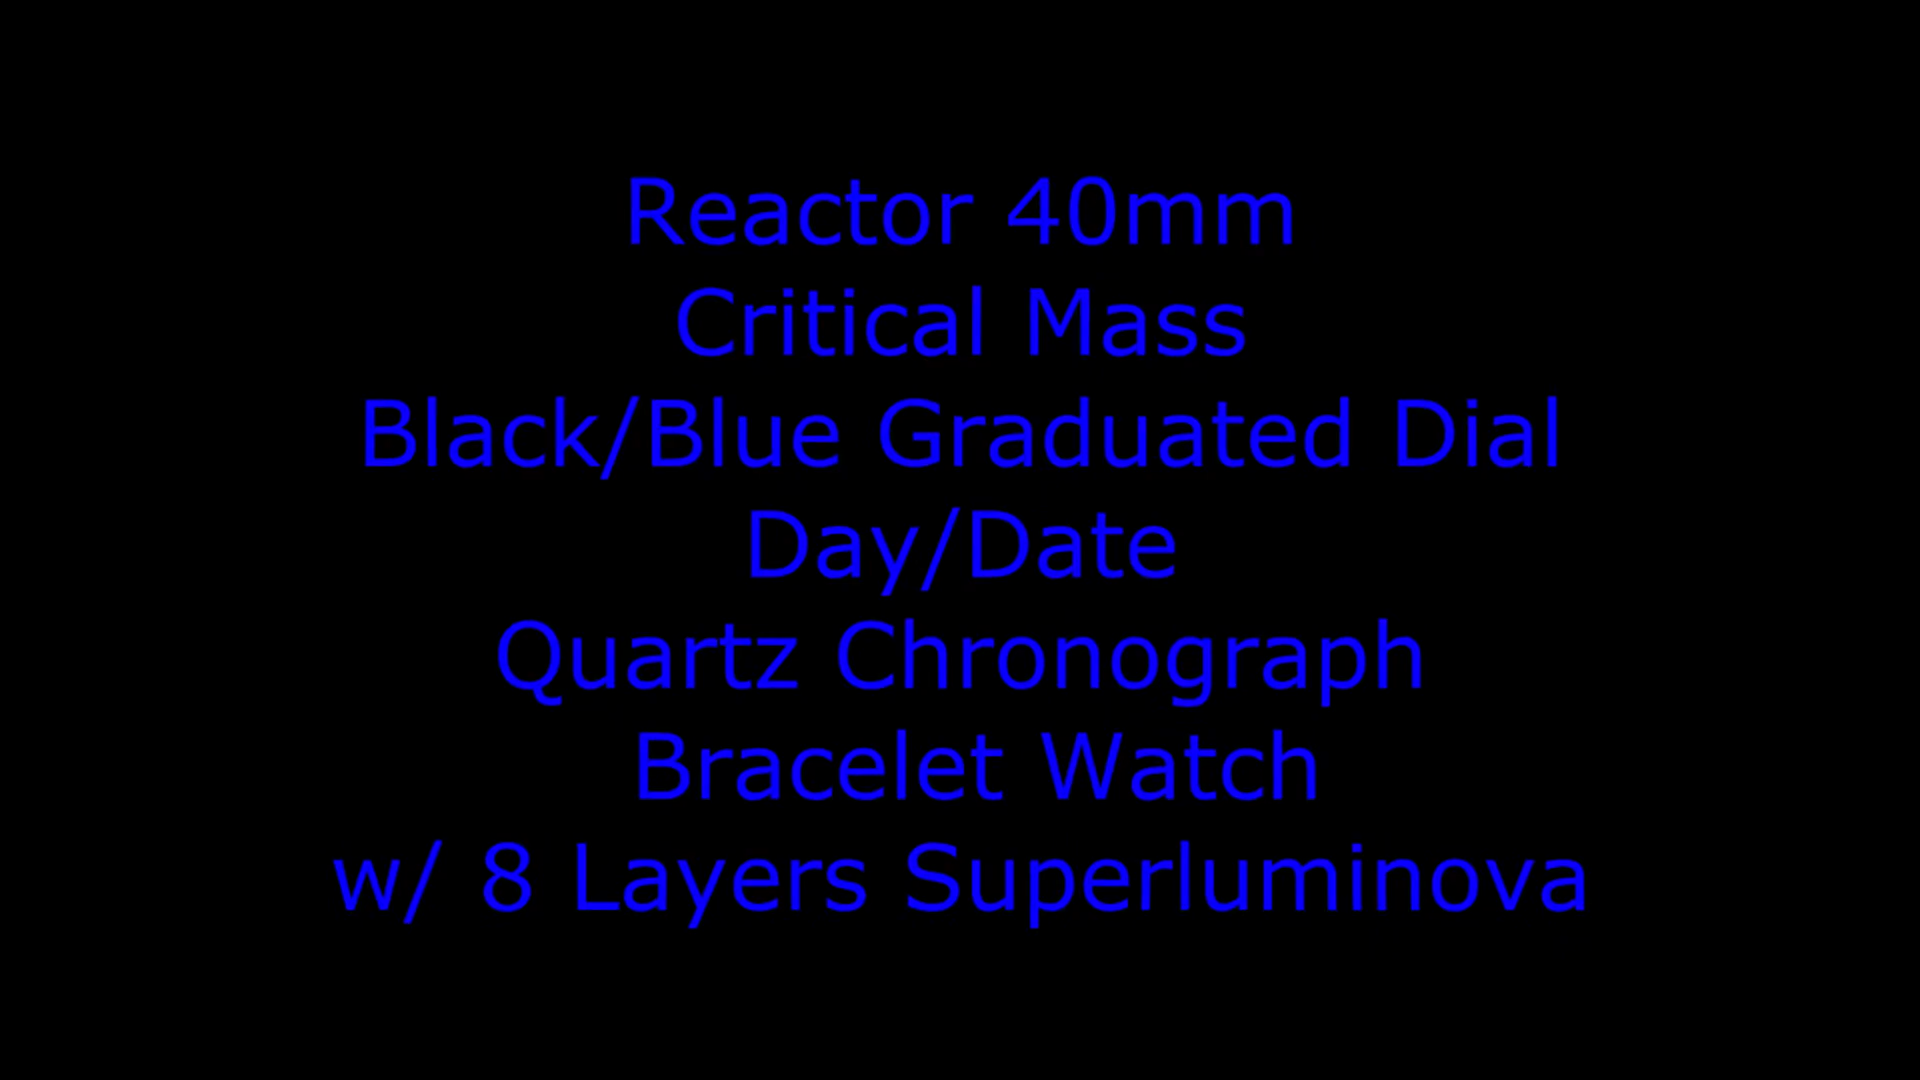 Reactor 40mm
Critical Mass
Black/Blue Graduated Dial
Day/Date
Quartz Chronograph
Bracelet Watch
w/ 8 Layers Superluminova